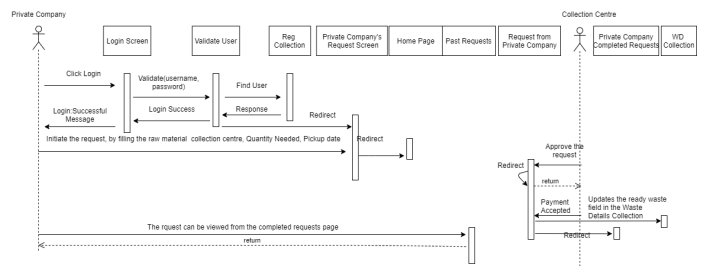 Private Company
Collection Centre
Login Screen
Validate User
Reg
Collection
Private Company's
Request Screen
Home Page
Past Requests
Request from
Private Company
Private Company
Completed Requests
WD
Collection
Click Login
Validate(username,
password)
Find User
Login:Successful
Message
Login Success
Response
Redirect
Initiate the request, by filing the raw material collection centre, Quantity Needed, Pickup date
Redirect
Approve the
request
Redirect
return
Payment
Accepted
Updates the ready waste
field in the Waste
Details Collection
Redirect
The rquest can be viewed from the completed requests page
return